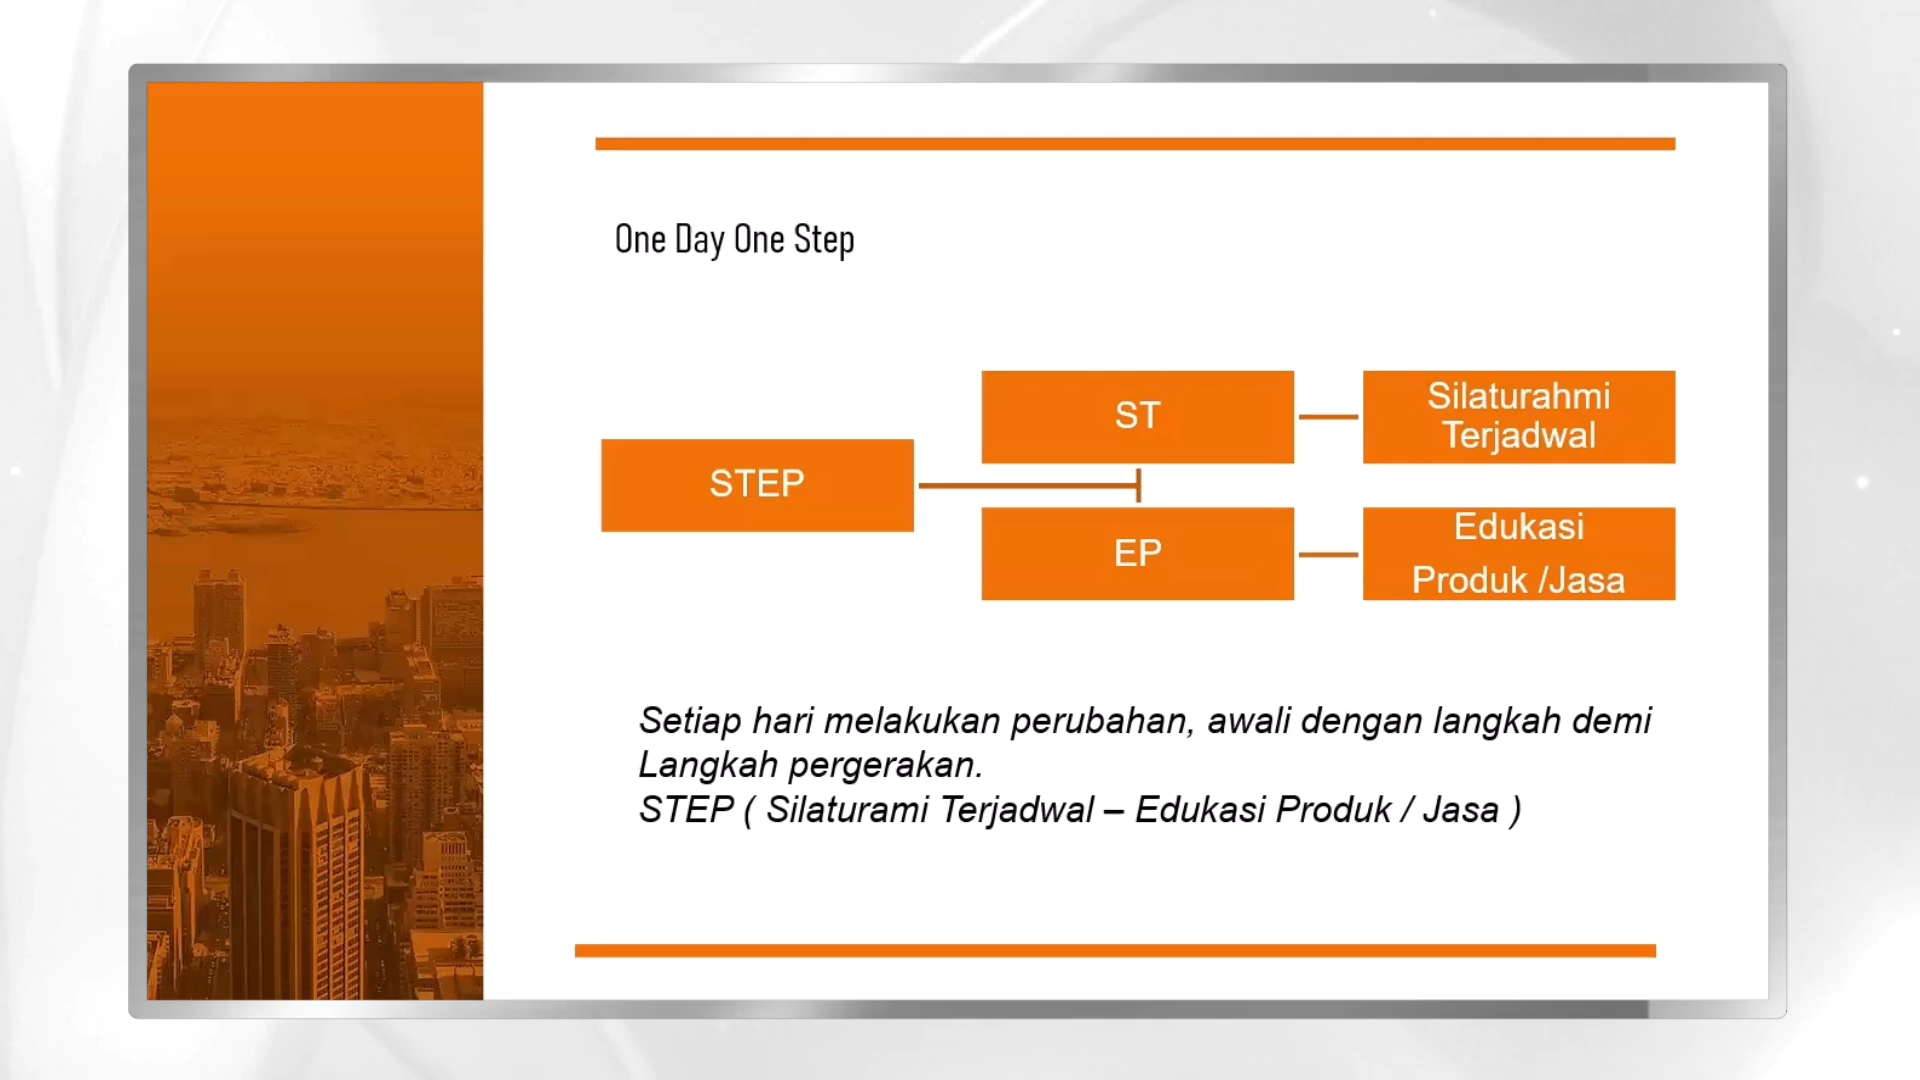 One Day One Step
STEP
ST
Silaturahmi
Terjadwal
EP
Edukasi
Produk /Jasa
Setiap hari melakukan perubahan, awali dengan langkah demi
Langkah pergerakan.
STEP ( Silaturami Terjadwal – Edukasi Produk / Jasa )